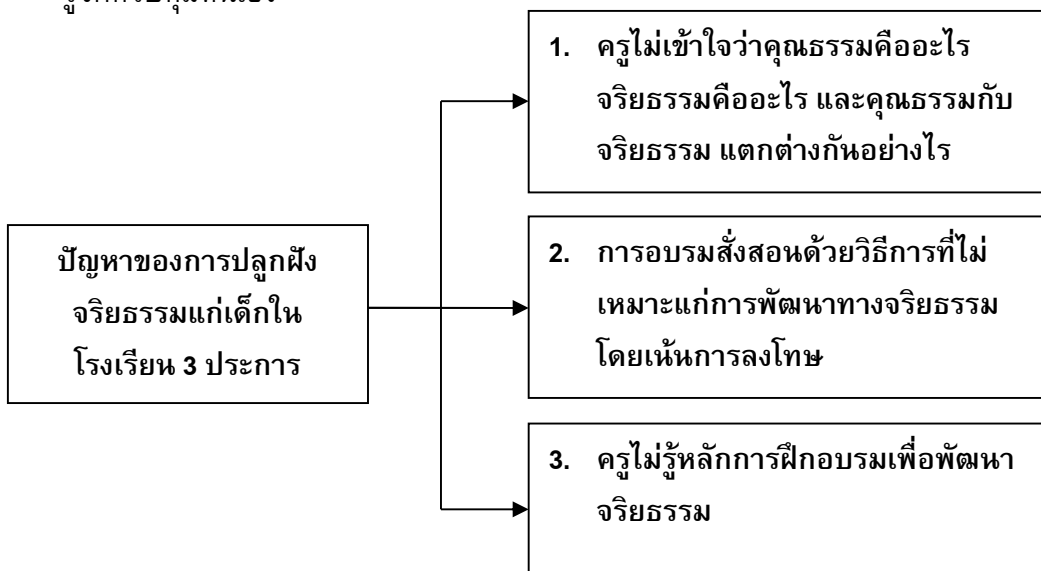 1. ครูไม่เข้าใจว่าคุณธรรมคืออะไร
จริยธรรมคืออะไร และคุณธรรมกับ
จริยธรรม แตกต่างกันอย่างไร
ปัญหาของการปลูกฝัง
จริยธรรมแก่เด็กใน
โรงเรียน 3 ประการ
2. การอบรมสั่งสอนด้วยวิธีการที่ไม่
เหมาะแก่การพัฒนาทางจริยธรรม
โดยเน้นการลงโทษ
3. ครูไม่รู้หลักการฝึกอบรมเพื่อพัฒนา
จริยธรรม